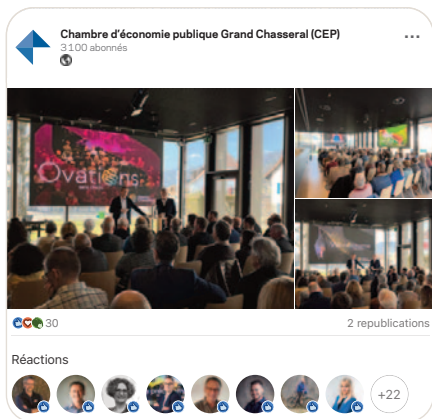 Chambre d'économie publique Grand Chasseral (CEP)
3100 abonnés
Ovations
30
2 republications
Réactions
+22